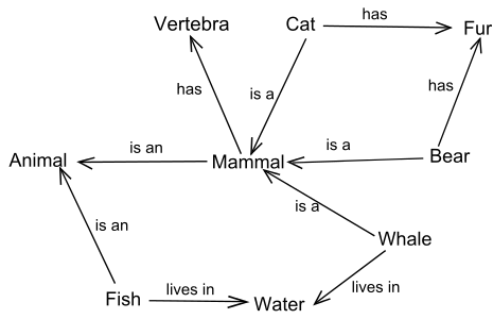 Vertebra
Cat
has
Fur
has
is a
has
Animal
is an
Mammal
is a
Bear
is an
is a
Whale
Fish
lives in
Water
lives in